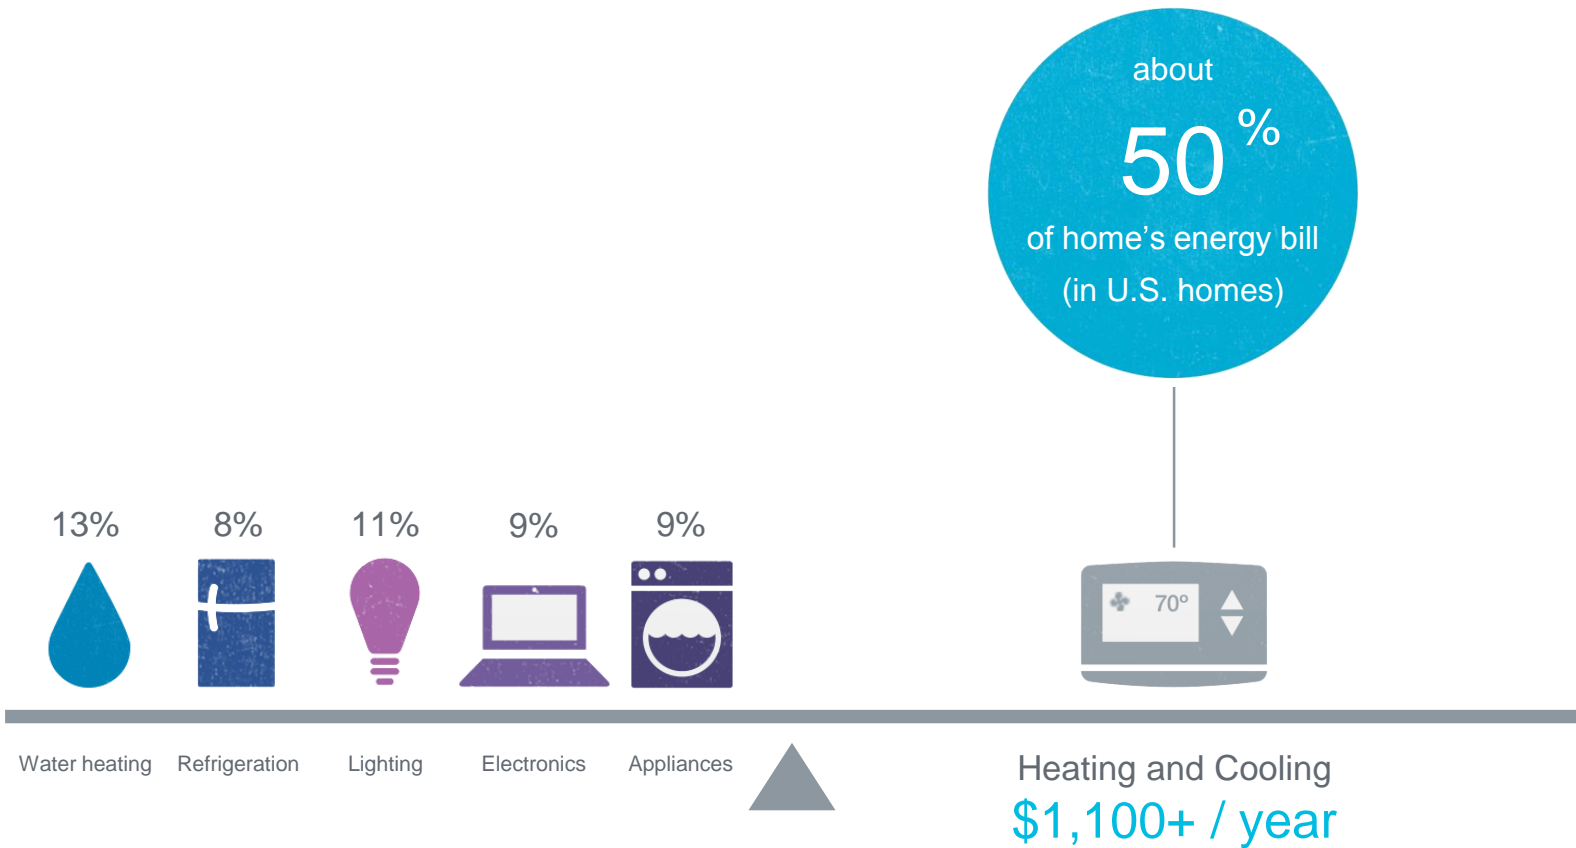 about
50%
of home's energy bill
(in U.S. homes)
13% 8% 11% 9% 9%
70º
Water heating Refrigeration Lighting Electronics Appliances
Heating and Cooling
$1,100+ / year